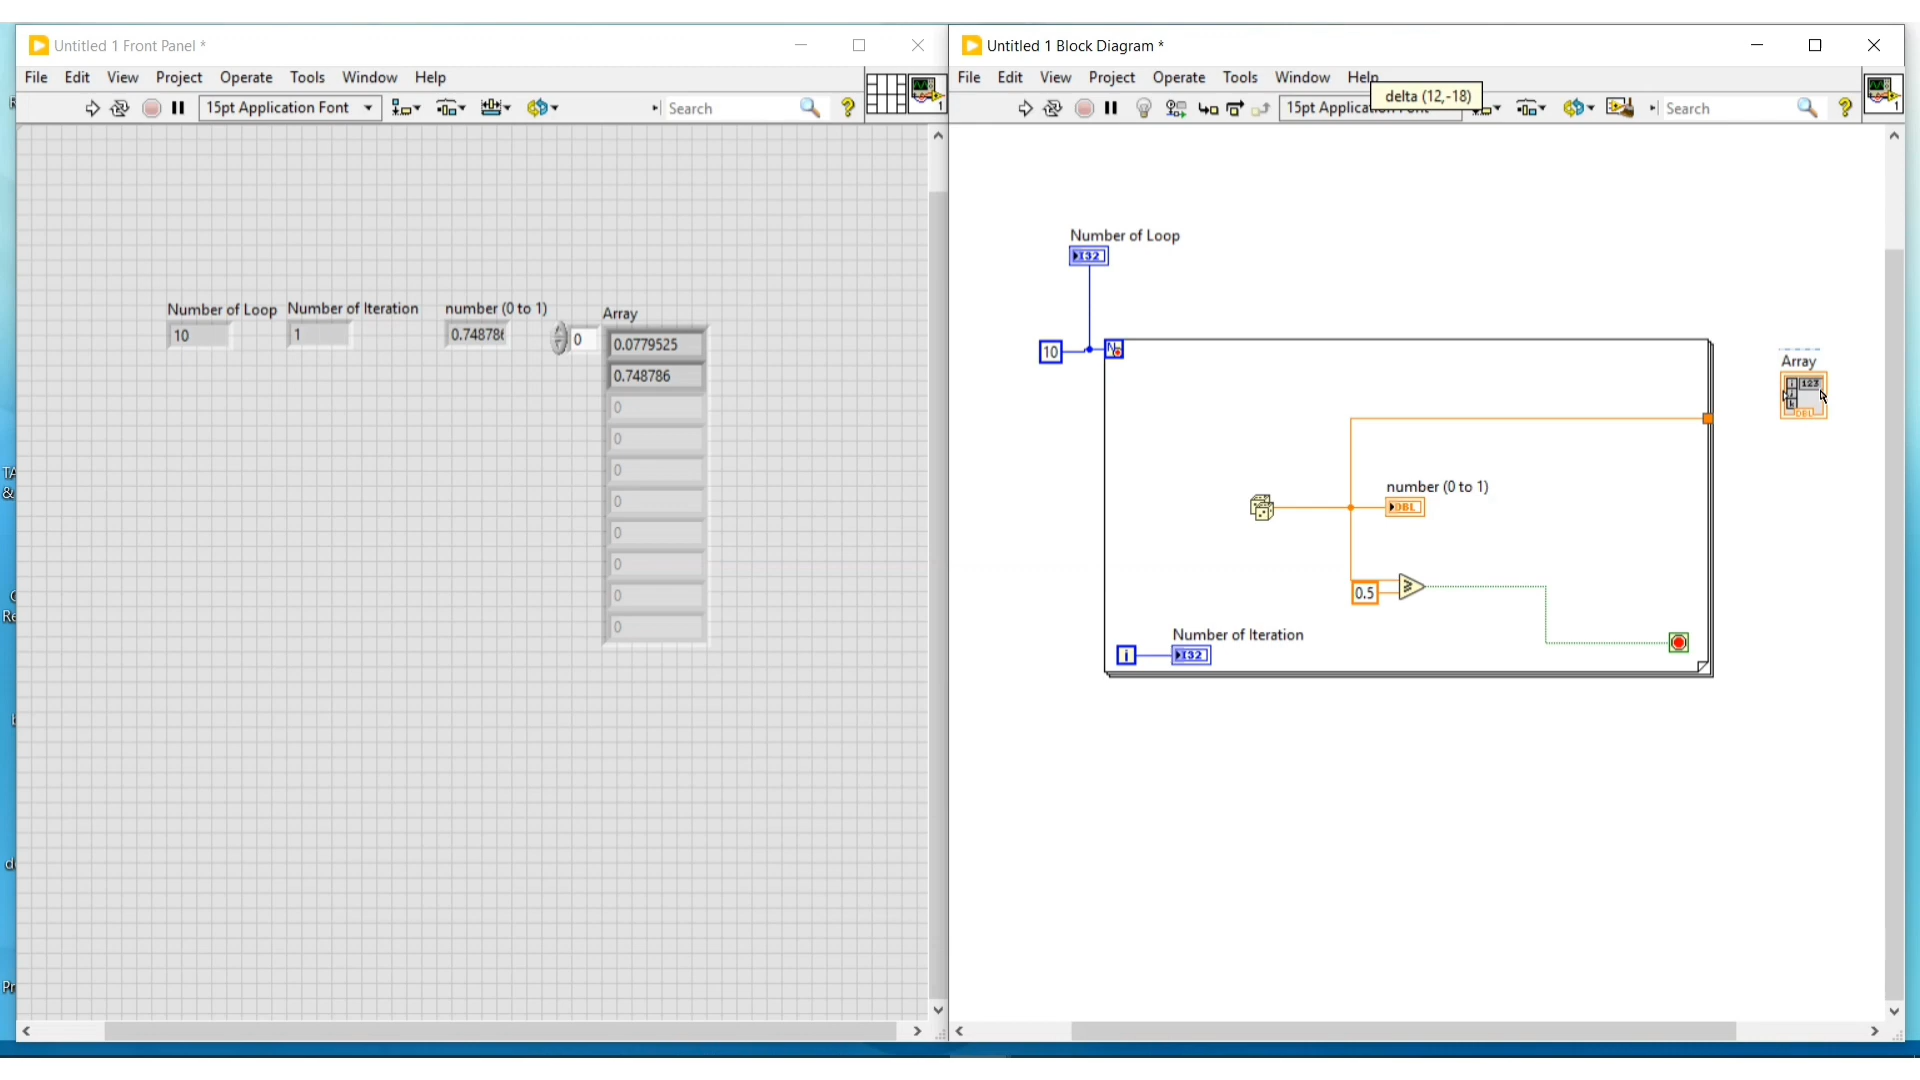 Untitled 1 Front Panel *
File Edit View Project Operate Tools Window Help
15pt Application Font
Search
1
Number of Loop
10
Number of Iteration
1
number (0 to 1)
0.74878
0
Array
0.0779525
0.748786
0
0
0
0
0
0
0
0
Untitled 1 Block Diagram *
File Edit View Project Operate Tools Window Help
delta (12,-18)
Search
1
Number of Loop
I32
10
N
Array
123
DBL
number (0 to 1)
DBL
0.5
Number of Iteration
i
I32